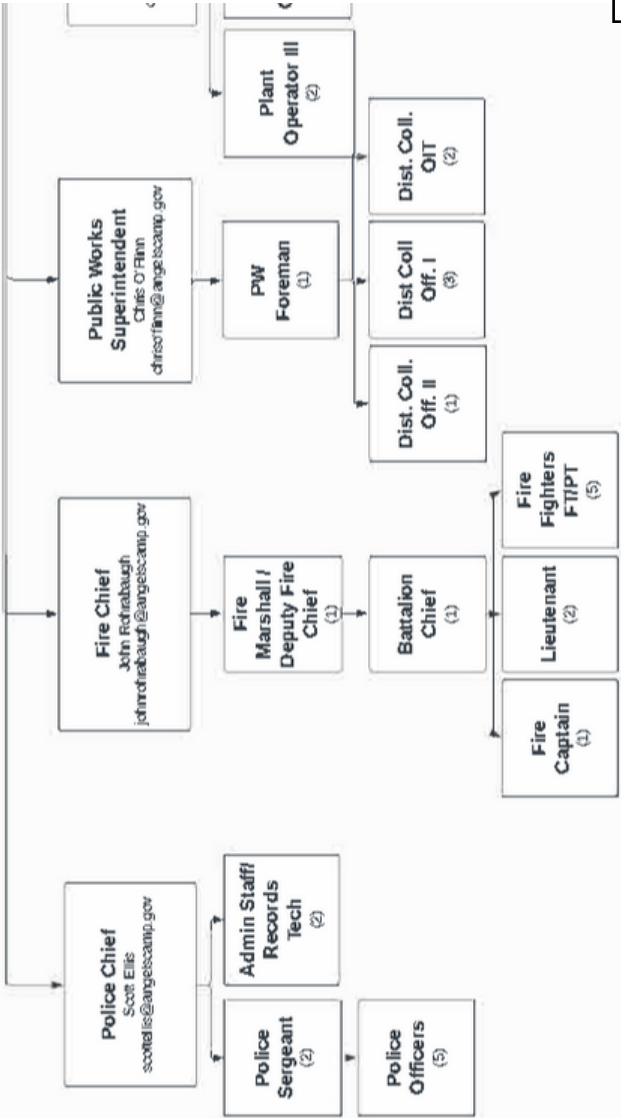 Police Chief
Scott Ellis
scottellis@angelscamp.gov
Police
Sergeant
(2)
Police
Officers
(5)
Admin Staff/
Records
Tech
(2)
Fire Chief
John Rohrabaugh
johnrohrabaugh@angelscamp.gov
Fire
Marshall /
Deputy Fire
Chief
(1)
Battalion
Chief
(1)
Fire
Captain
(1)
Lieutenant
(2)
Fire
Fighters
FT/PT
(5)
Public Works
Superintendent
Chris O'Flinn
chrisoflinn@angelscamp.gov
PW
Foreman
(1)
Dist. Coll.
Off. II
(1)
Dist Coll
Off. I
(3)
Dist. Coll.
OIT
(2)
Plant
Operator III
(2)